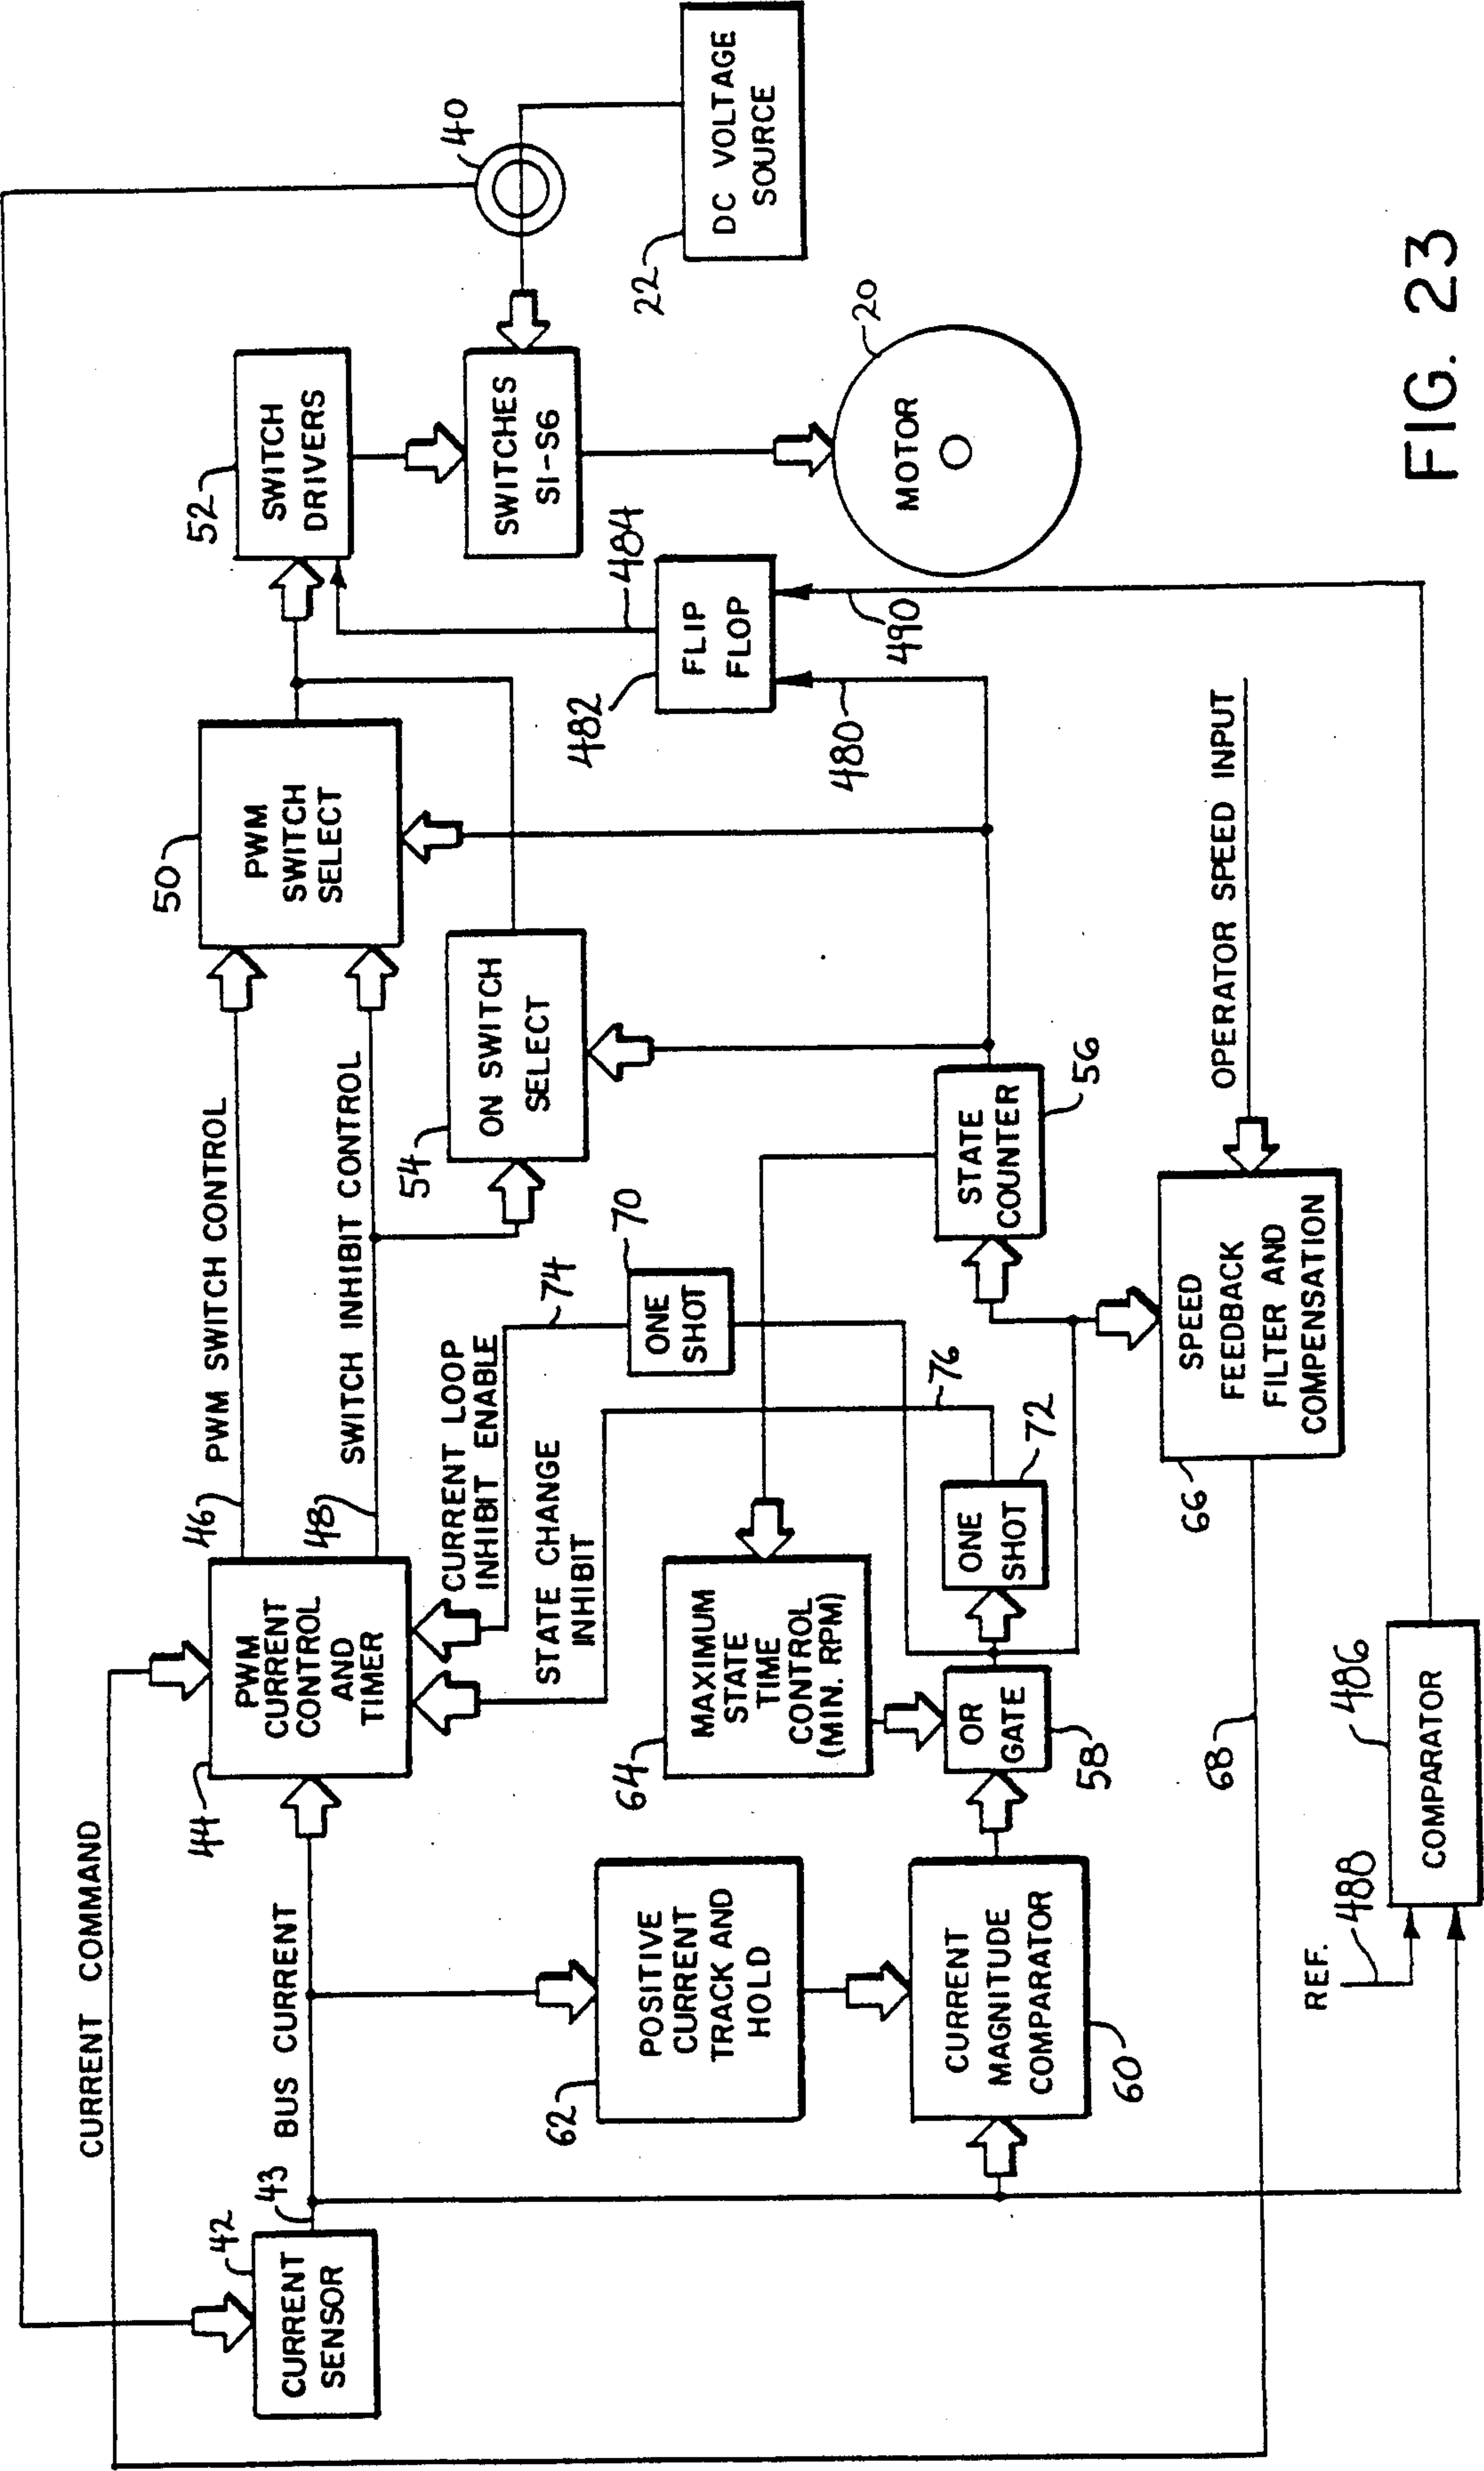 CURRENT COMMAND
42
CURRENT
SENSOR
43
BUS CURRENT
44
PWM
CURRENT
CONTROL
AND
TIMER
46
PWM SWITCH CONTROL
48
SWITCH INHIBIT CONTROL
50
PWM
SWITCH
SELECT
52
SWITCH
DRIVERS
40
SWITCHES
S1-S6
22
DC VOLTAGE
SOURCE
20
MOTOR
54
ON SWITCH
SELECT
CURRENT LOOP
INHIBIT ENABLE
74
70
ONE
SHOT
STATE CHANGE
INHIBIT
76
62
POSITIVE
CURRENT
TRACK AND
HOLD
64
MAXIMUM
STATE
TIME
CONTROL
(MIN. RPM)
482
FLIP
FLOP
484
480
490
60
CURRENT
MAGNITUDE
COMPARATOR
58
OR
GATE
72
ONE
SHOT
56
STATE
COUNTER
66
SPEED
FEEDBACK
FILTER AND
COMPENSATION
OPERATOR SPEED INPUT
68
REF.
488
486
COMPARATOR
FIG. 23